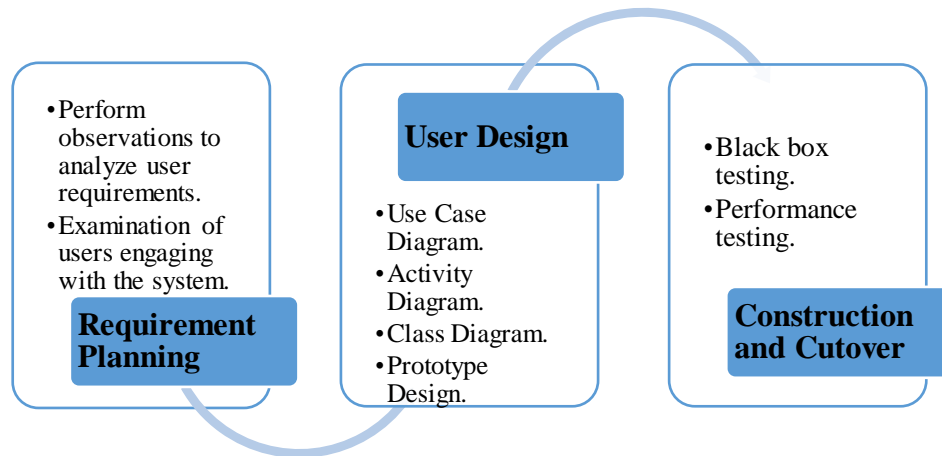 •Perform
observations to
analyze user
requirements.
•Examination of
users engaging
with the system.
Requirement
Planning
User Design
•Use Case
Diagram.
•Activity
Diagram.
•Class Diagram.
•Prototype
Design.
•Black box
testing.
•Performance
testing.
Construction
and Cutover